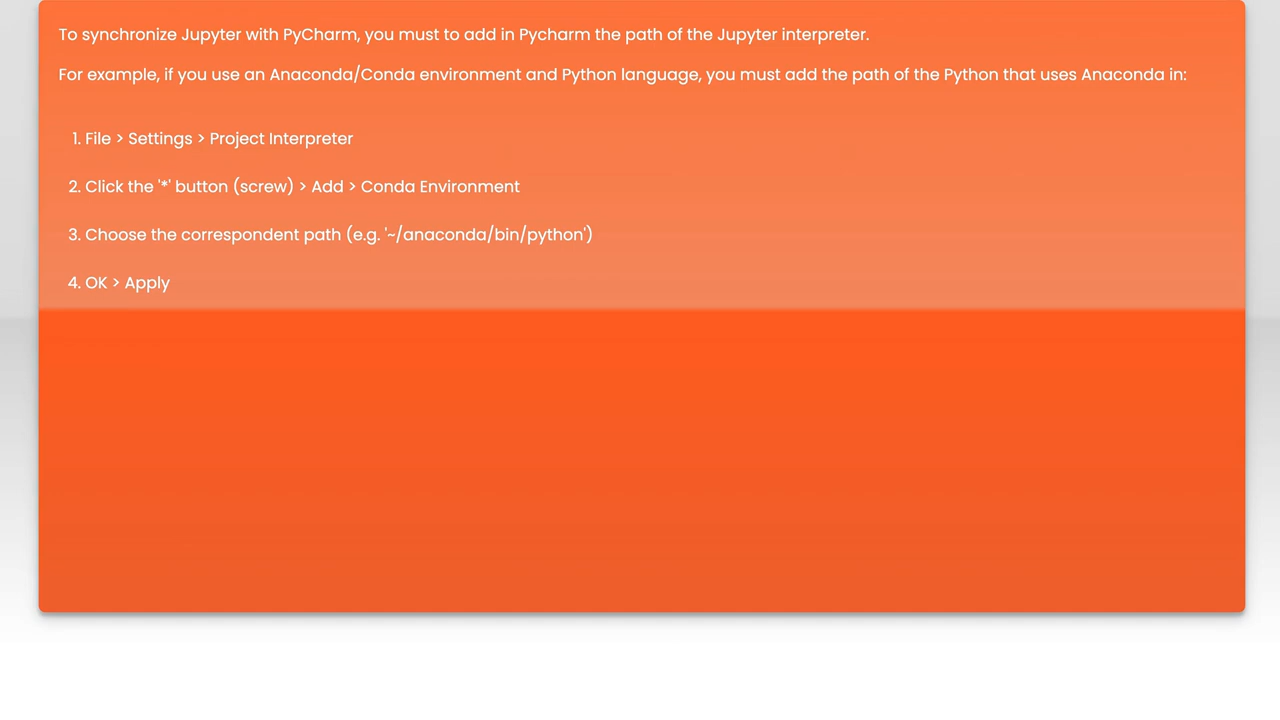 To synchronize Jupyter with PyCharm, you must to add in Pycharm the path of the Jupyter interpreter.
For example, if you use an Anaconda/Conda environment and Python language, you must add the path of the Python that uses Anaconda in:
1. File > Settings > Project Interpreter
2. Click the '*' button (screw) > Add > Conda Environment
3. Choose the correspondent path (e.g. '~/anaconda/bin/python')
4. OK > Apply